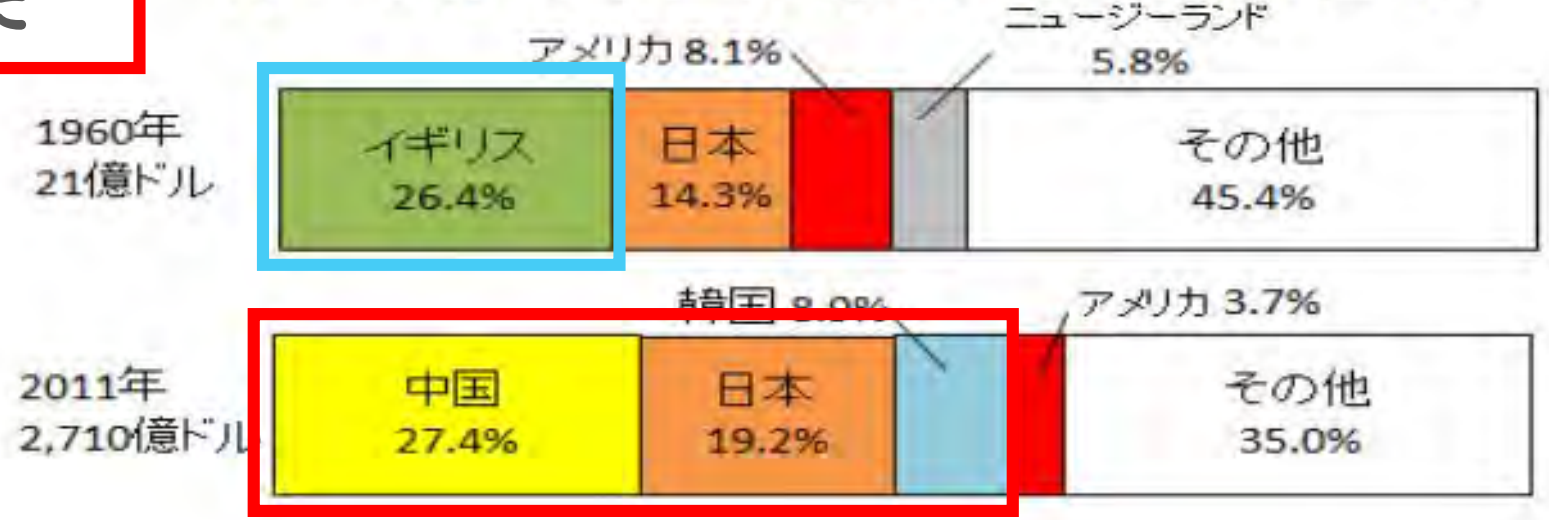 アメリカ 8.1%
ニュージーランド
5.8%
1960年
21億ドル
イギリス
26.4%
日本
14.3%
その他
45.4%
韓国
アメリカ 3.7%
2011年
2,710億ドル
中国
27.4%
日本
19.2%
その他
35.0%